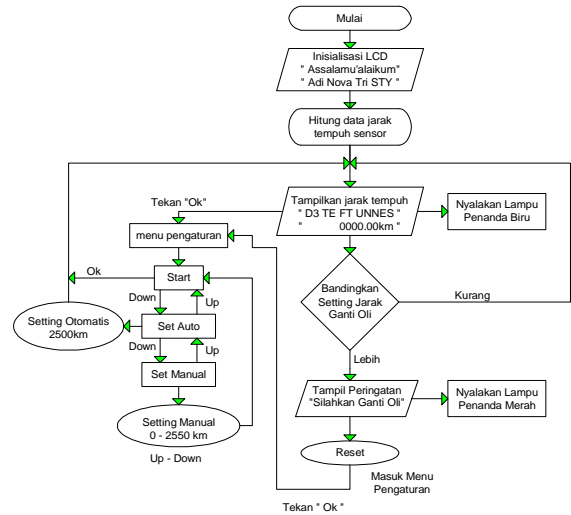 Mulai
Inisialisasi LCD
" Assalamu'alaikum"
" Adi Nova Tri STY "
Hitung data jarak
tempuh sensor
Tampilkan jarak tempuh
" D3 TE FT UNNES "
" 0000.00km "
Nyalakan Lampu
Penanda Biru
Tekan "Ok"
menu pengaturan
Ok
Start
Down
Up
Setting Otomatis
2500km
Set Auto
Down
Up
Set Manual
Setting Manual
0 - 2550 km
Up - Down
Bandingkan
Setting Jarak
Ganti Oli
Kurang
Lebih
Tampil Peringatan
"Silahkan Ganti Oli"
Nyalakan Lampu
Penanda Merah
Reset
Masuk Menu
Pengaturan
Tekan " Ok "